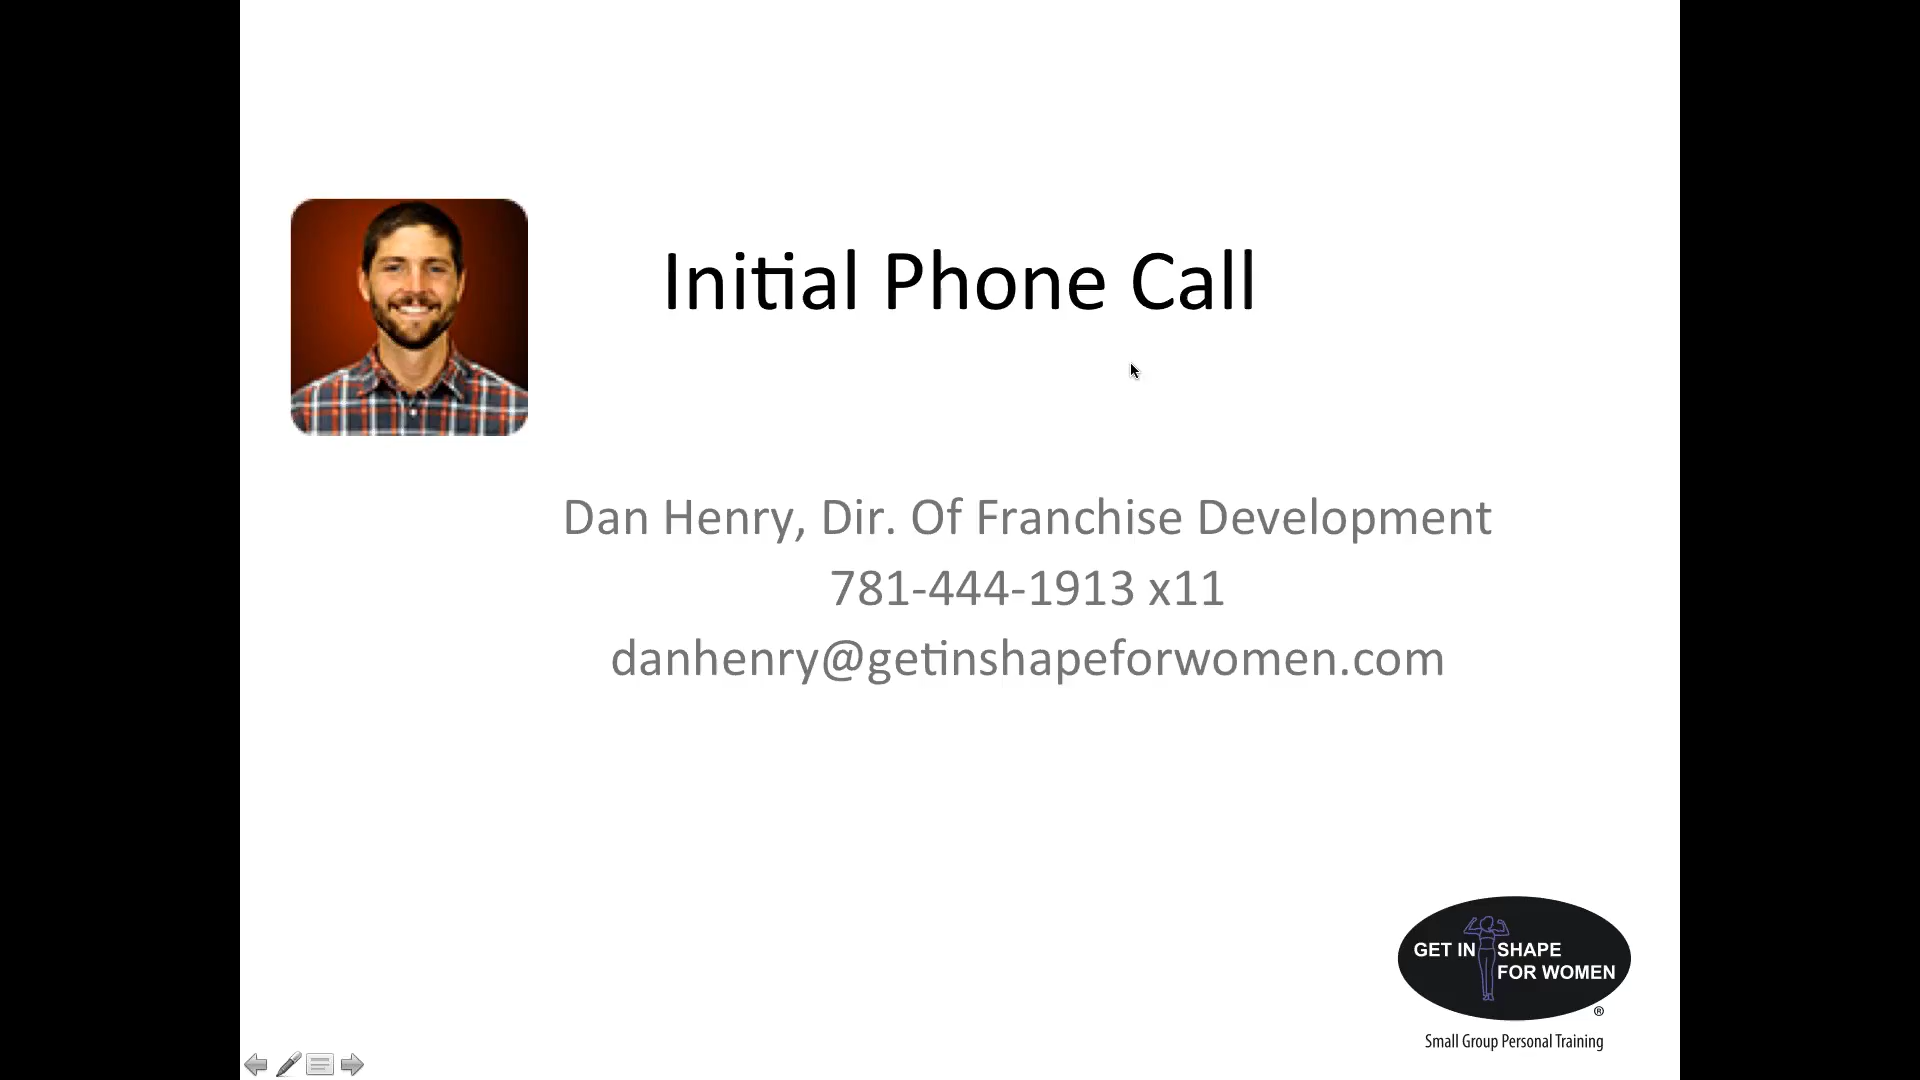 Initial Phone Call
Dan Henry, Dir. Of Franchise Development
781-444-1913 x11
danhenry@getinshapeforwomen.com
GET IN SHAPE
FOR WOMEN
®
Small Group Personal Training